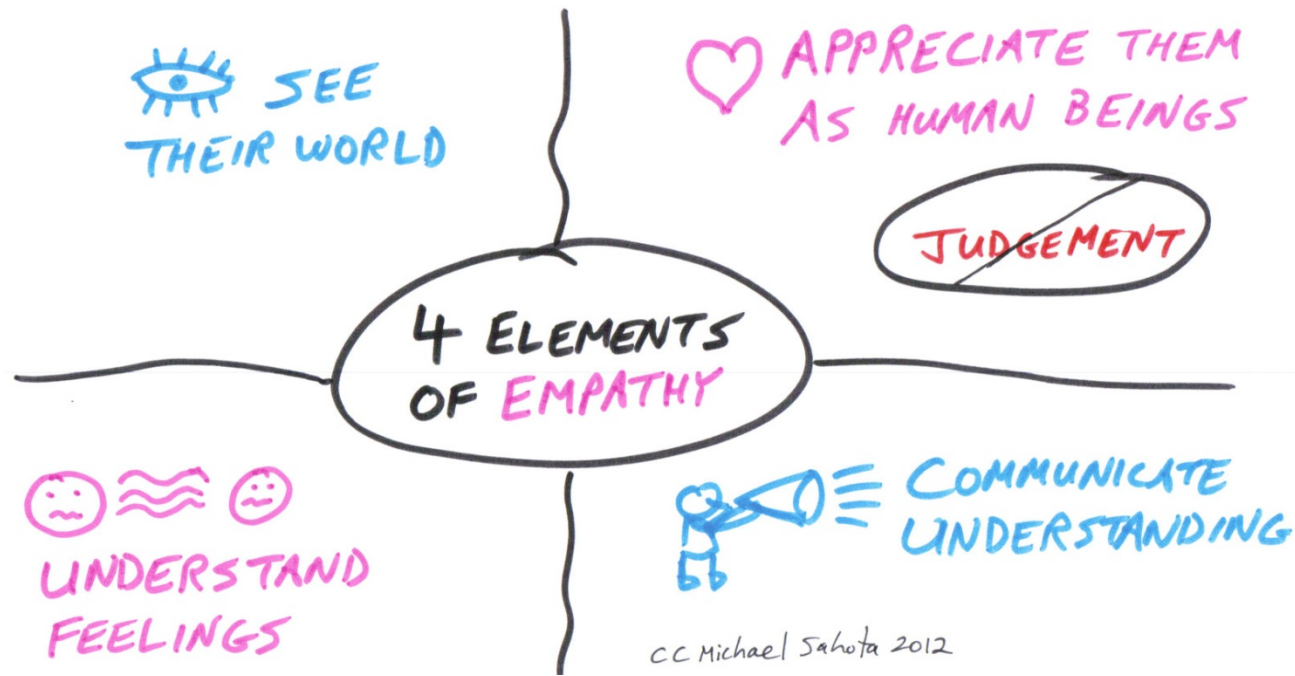 SEE
THEIR WORLD
APPRECIATE THEM
AS HUMAN BEINGS
JUDGEMENT
4 ELEMENTS
OF EMPATHY
UNDERSTAND
FEELINGS
COMMUNICATE
UNDERSTANDING
CC Michael Sahota 2012